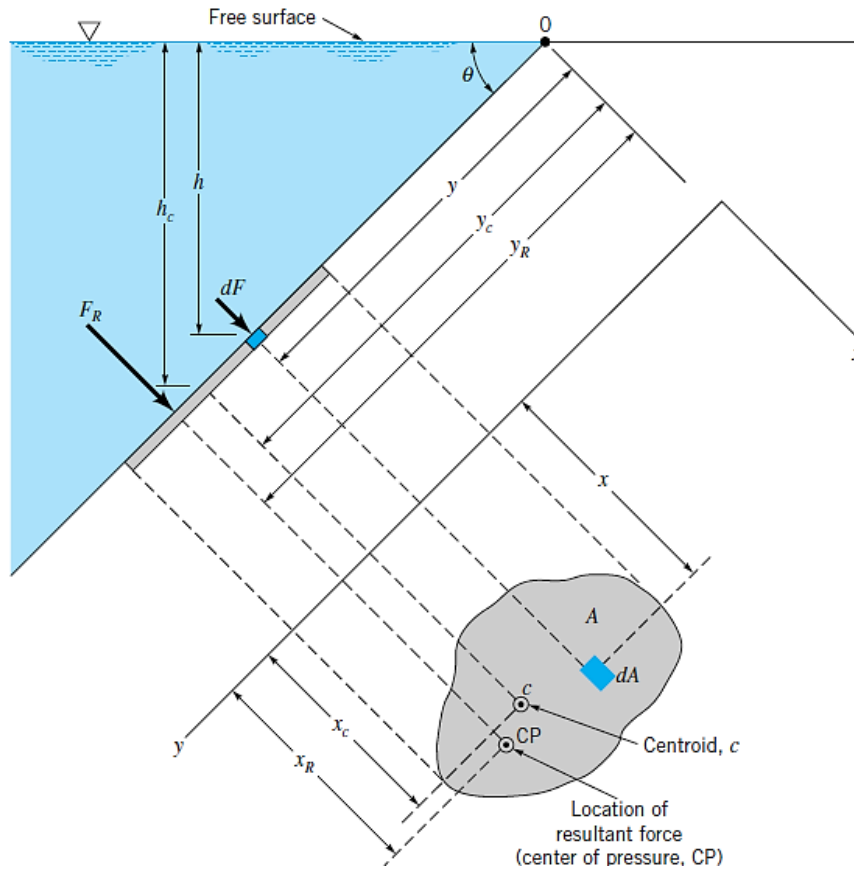 Free surface
0
θ
h
h_c
y
y_c
y_R
dF
F_R
x
A
dA
c
CP
x_c
x_R
y
Centroid, c
Location of
resultant force
(center of pressure, CP)